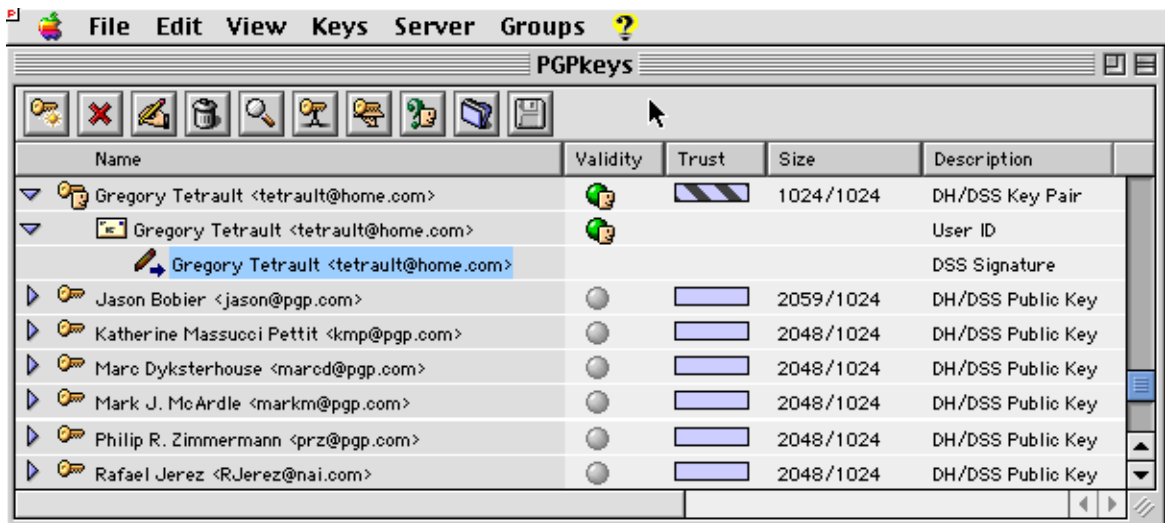 File Edit View Keys Server Groups ?
PGPkeys
Name Validity Trust Size Description
Gregory Tetrault <tetrault@home.com> 1024/1024 DH/DSS Key Pair
Gregory Tetrault <tetrault@home.com> User ID
Gregory Tetrault <tetrault@home.com> DSS Signature
Jason Bobier <jason@pgp.com> 2059/1024 DH/DSS Public Key
Katherine Massucci Pettit <kmp@pgp.com> 2048/1024 DH/DSS Public Key
Marc Dyksterhouse <marcd@pgp.com> 2048/1024 DH/DSS Public Key
Mark J. McArdle <markm@pgp.com> 2048/1024 DH/DSS Public Key
Philip R. Zimmermann <prz@pgp.com> 2048/1024 DH/DSS Public Key
Rafael Jerez <RJerez@nai.com> 2048/1024 DH/DSS Public Key